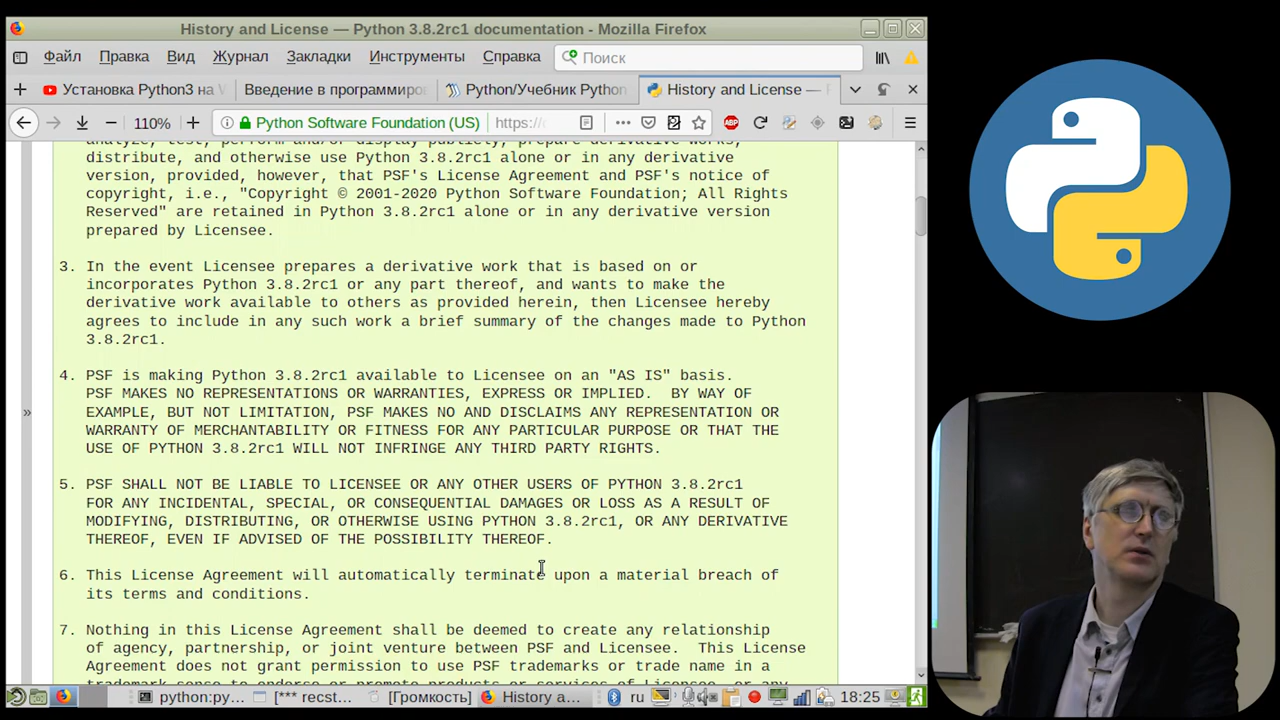 History and License — Python 3.8.2rc1 documentation - Mozilla Firefox
Файл Правка Вид Журнал Закладки Инструменты Справка Поиск
Установка Python3 на Введение в программиро Python/Учебник Python History and License —
110% Python Software Foundation (US) https:// ABP
distribute, and otherwise use Python 3.8.2rc1 alone or in any derivative
version, provided, however, that PSF's License Agreement and PSF's notice of
copyright, i.e., "Copyright © 2001-2020 Python Software Foundation; All Rights
Reserved" are retained in Python 3.8.2rc1 alone or in any derivative version
prepared by Licensee.
3. In the event Licensee prepares a derivative work that is based on or
incorporates Python 3.8.2rc1 or any part thereof, and wants to make the
derivative work available to others as provided herein, then Licensee hereby
agrees to include in any such work a brief summary of the changes made to Python
3.8.2rc1.
4. PSF is making Python 3.8.2rc1 available to Licensee on an "AS IS" basis.
PSF MAKES NO REPRESENTATIONS OR WARRANTIES, EXPRESS OR IMPLIED. BY WAY OF
EXAMPLE, BUT NOT LIMITATION, PSF MAKES NO AND DISCLAIMS ANY REPRESENTATION OR
WARRANTY OF MERCHANTABILITY OR FITNESS FOR ANY PARTICULAR PURPOSE OR THAT THE
USE OF PYTHON 3.8.2rc1 WILL NOT INFRINGE ANY THIRD PARTY RIGHTS.
5. PSF SHALL NOT BE LIABLE TO LICENSEE OR ANY OTHER USERS OF PYTHON 3.8.2rc1
FOR ANY INCIDENTAL, SPECIAL, OR CONSEQUENTIAL DAMAGES OR LOSS AS A RESULT OF
MODIFYING, DISTRIBUTING, OR OTHERWISE USING PYTHON 3.8.2rc1, OR ANY DERIVATIVE
THEREOF, EVEN IF ADVISED OF THE POSSIBILITY THEREOF.
6. This License Agreement will automatically terminate upon a material breach of
its terms and conditions.
7. Nothing in this License Agreement shall be deemed to create any relationship
of agency, partnership, or joint venture between PSF and Licensee. This License
Agreement does not grant permission to use PSF trademarks or trade name in a
python:py... [*** recst... [Громкость] History a... ru 18:25